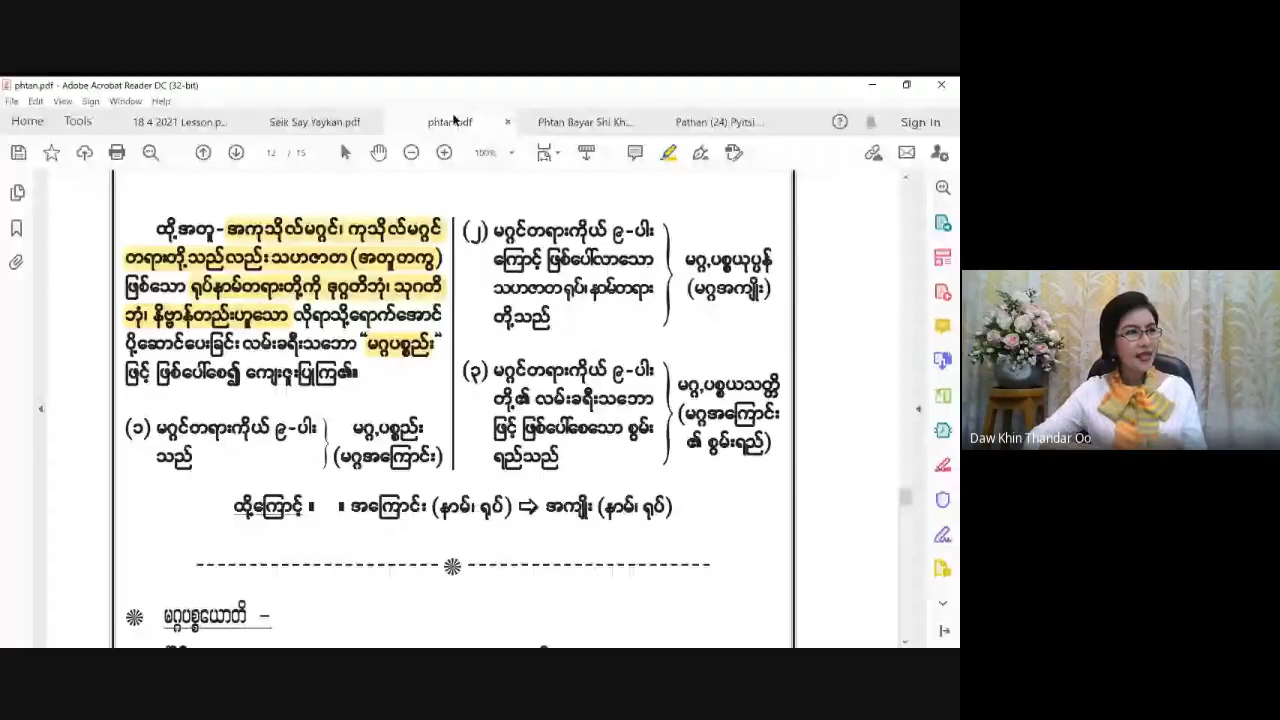 phtan.pdf - Adobe Acrobat Reader DC (32-bit)
File Edit View Sign Window Help
Home Tools 18 4 2021 Lesson p... Seik Say Yaykan.pdf phtan.pdf × Phtan Bayar Shi Kh... Pathan (24) Pyitsi... Sign In
12 / 15 100%
ထို့အတူ- အကုသိုလ်မဂ္ဂင်၊ ကုသိုလ်မဂ္ဂင်
တရားတို့သည်လည်း သဟဇာတ (အတူတကွ)
ဖြစ်သော ရုပ်နာမ်တရားတို့ကို ဒုဂ္ဂတိဘုံ၊ သုဂတိ
ဘုံ၊ နိဗ္ဗာန်တည်းဟူသော လိုရာသို့ရောက်အောင်
ပို့ဆောင်ပေးခြင်း လမ်းခရီးသဘော "မဂ္ဂပစ္စည်း"
ဖြင့် ဖြစ်ပေါ်စေ၍ ကျေးဇူးပြုကြ၏။
(၁) မဂ္ဂင်တရားကိုယ် ၉-ပါး
သည်
မဂ္ဂ,ပစ္စည်း
(မဂ္ဂအကြောင်း)
(၂) မဂ္ဂင်တရားကိုယ် ၉-ပါး
ကြောင့် ဖြစ်ပေါ်လာသော
သဟဇာတရုပ်၊ နာမ်တရား
တို့သည်
မဂ္ဂ,ပစ္စယုပ္ပန်
(မဂ္ဂအကျိုး)
(၃) မဂ္ဂင်တရားကိုယ် ၉-ပါး
တို့၏ လမ်းခရီးသဘော
ဖြင့် ဖြစ်ပေါ်စေသော စွမ်း
ရည်သည်
မဂ္ဂ,ပစ္စယသတ္တိ
(မဂ္ဂအကြောင်း
၏ စွမ်းရည်)
ထို့ကြောင့် ။ ။ အကြောင်း (နာမ်၊ ရုပ်) ⇨ အကျိုး (နာမ်၊ ရုပ်)
မဂ္ဂပစ္စယောတိ -
Daw Khin Thandar Oo